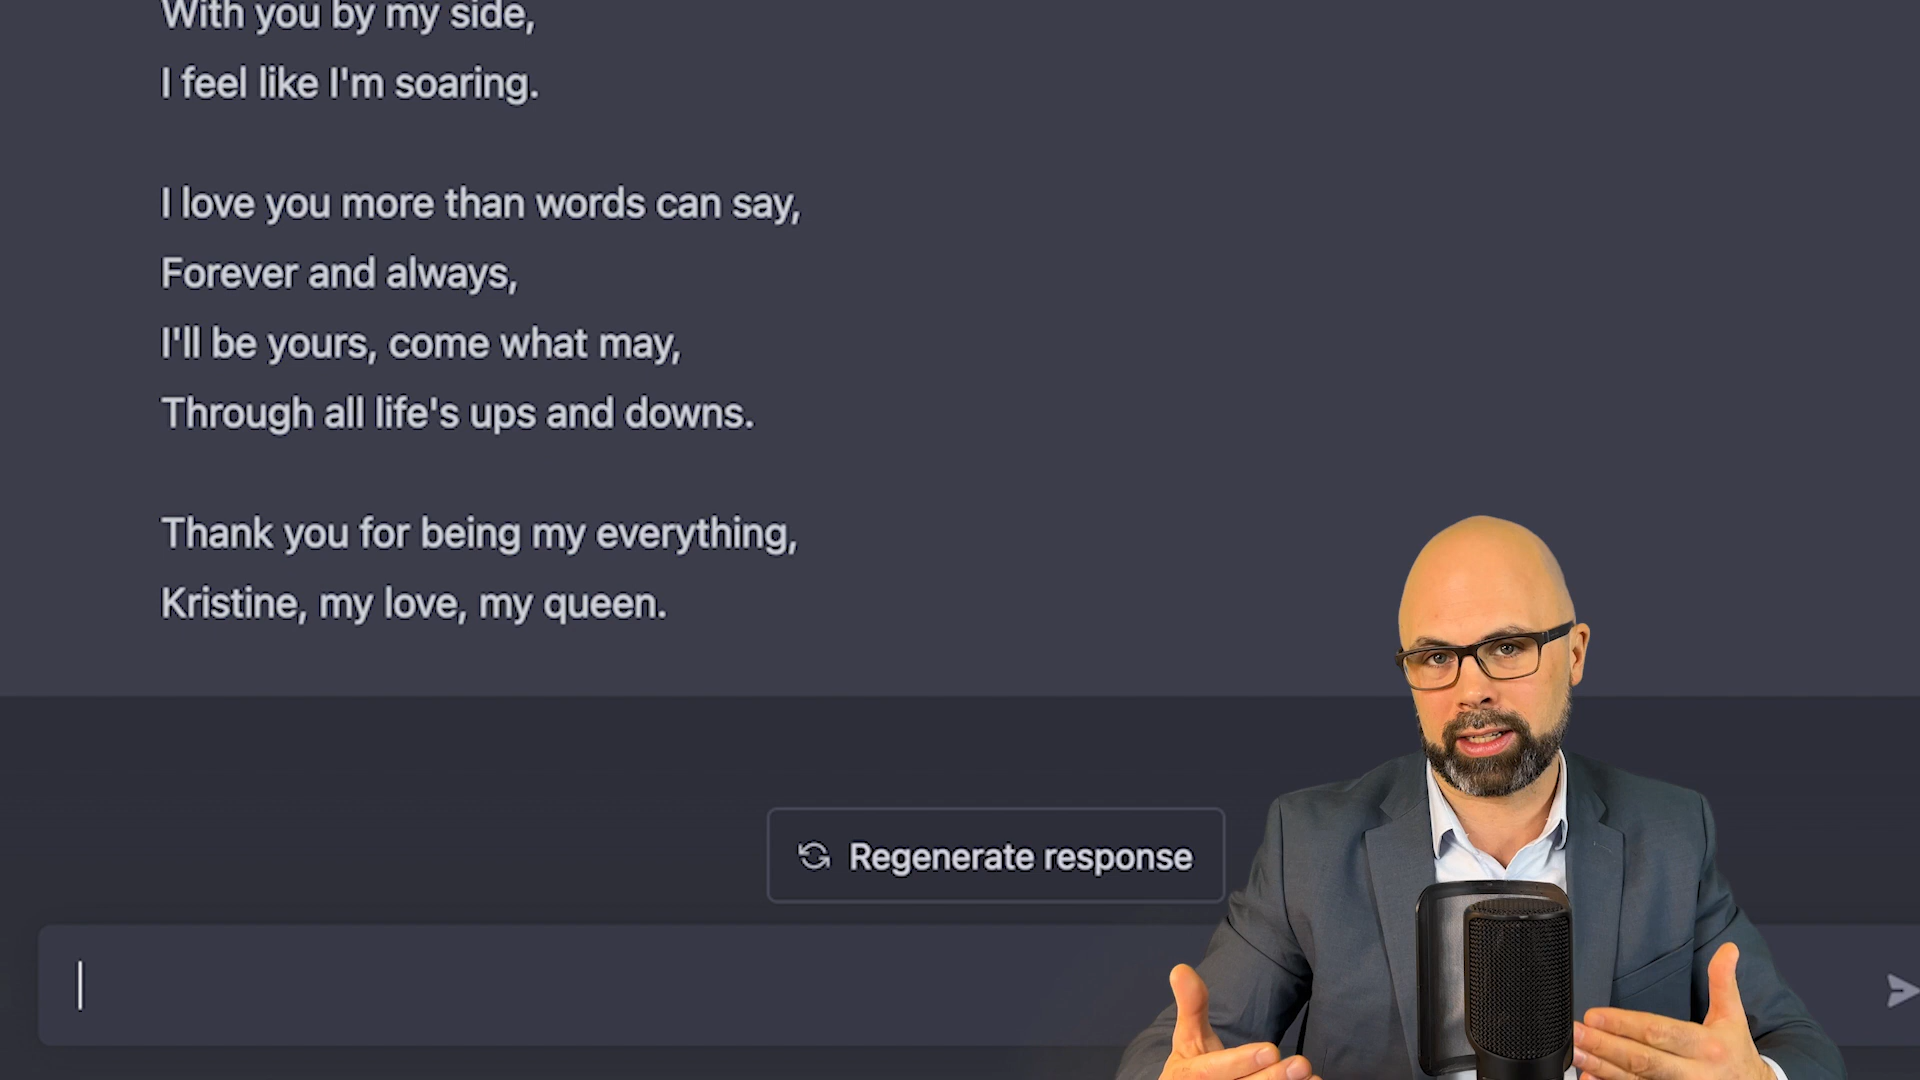 With you by my side,
I feel like I'm soaring.
I love you more than words can say,
Forever and always,
I'll be yours, come what may,
Through all life's ups and downs.
Thank you for being my everything,
Kristine, my love, my queen.
Regenerate response